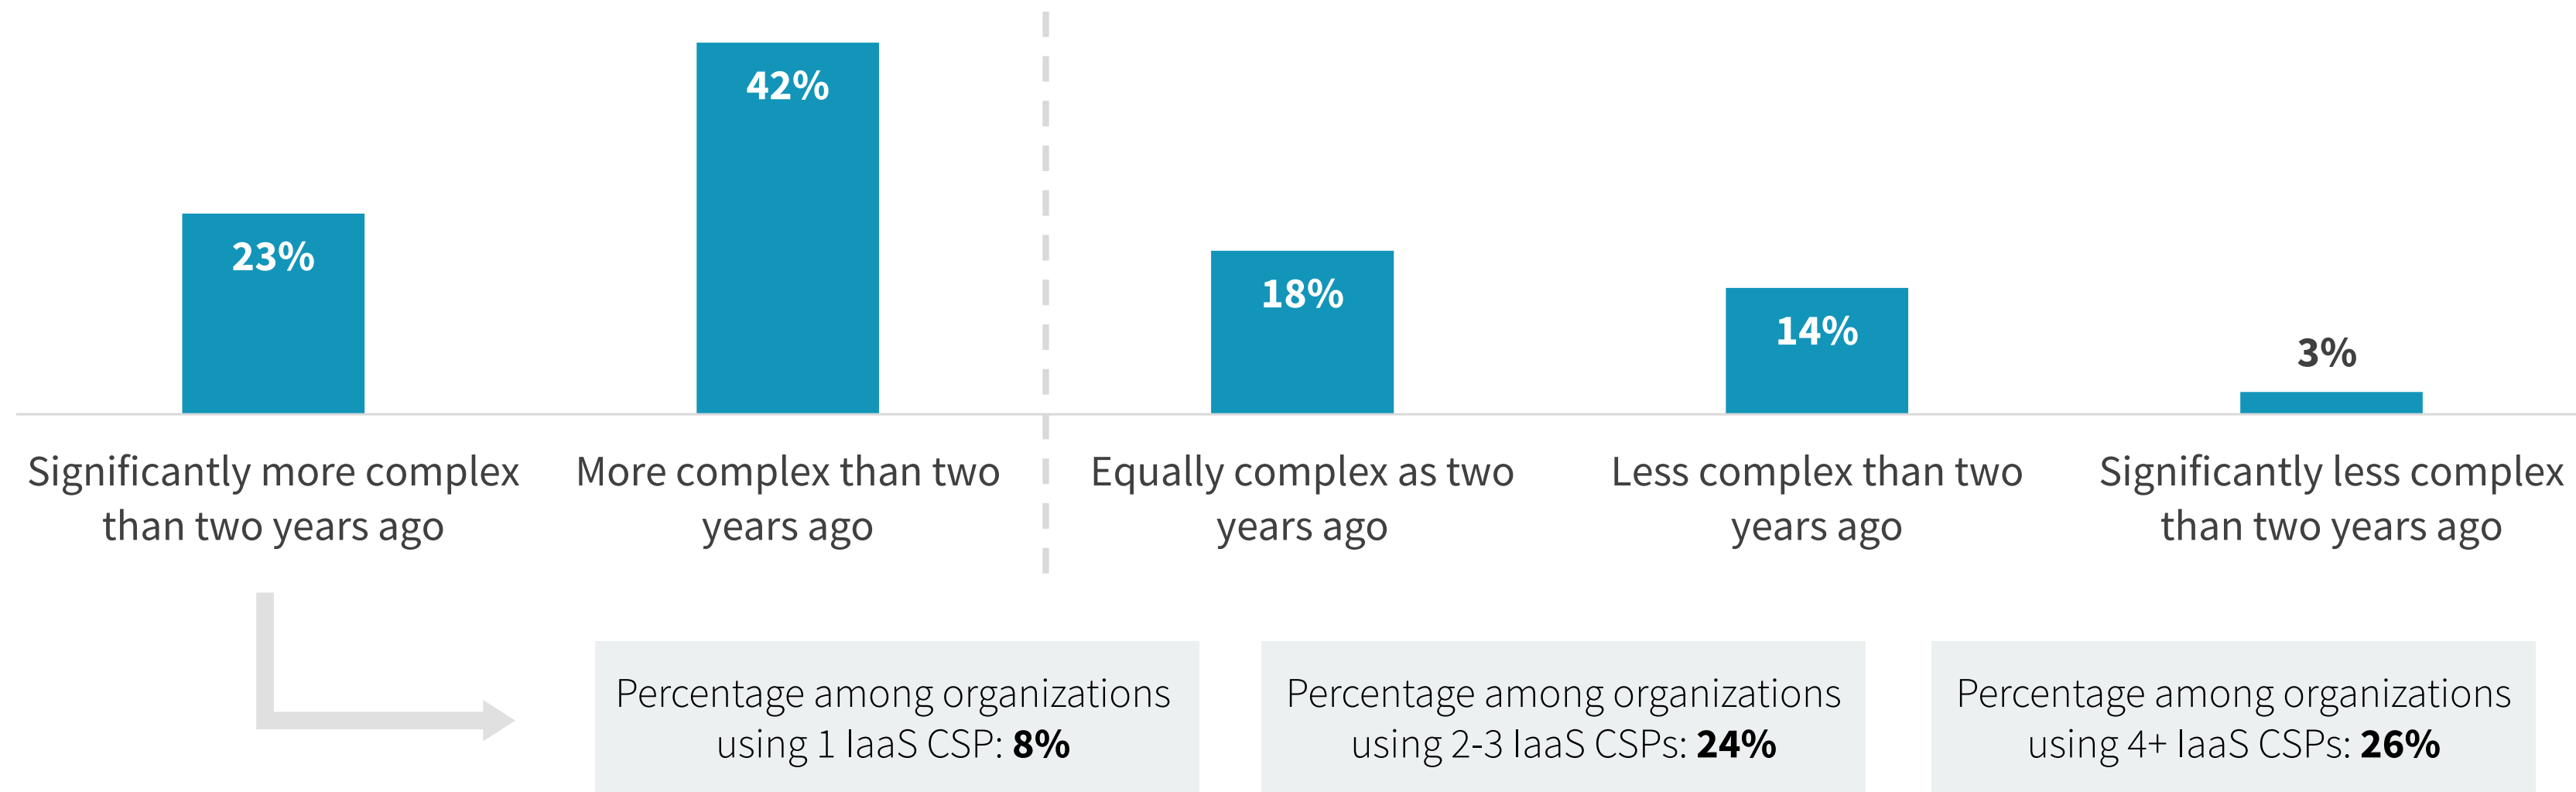 23%
42%
18%
14%
3%
Significantly more complex
than two years ago
More complex than two
years ago
Equally complex as two
years ago
Less complex than two
years ago
Significantly less complex
than two years ago
Percentage among organizations
using 1 IaaS CSP: 8%
Percentage among organizations
using 2-3 IaaS CSPs: 24%
Percentage among organizations
using 4+ IaaS CSPs: 26%